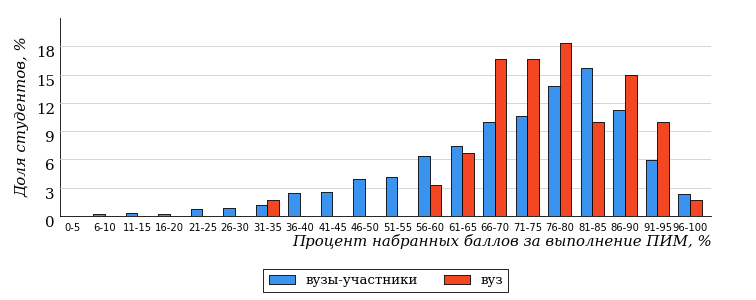 Доля студентов, %
18
15
12
9
6
3
0
0-5 6-10 11-15 16-20 21-25 26-30 31-35 36-40 41-45 46-50 51-55 56-60 61-65 66-70 71-75 76-80 81-85 86-90 91-95 96-100
Процент набранных баллов за выполнение ПИМ, %
вузы-участники вуз